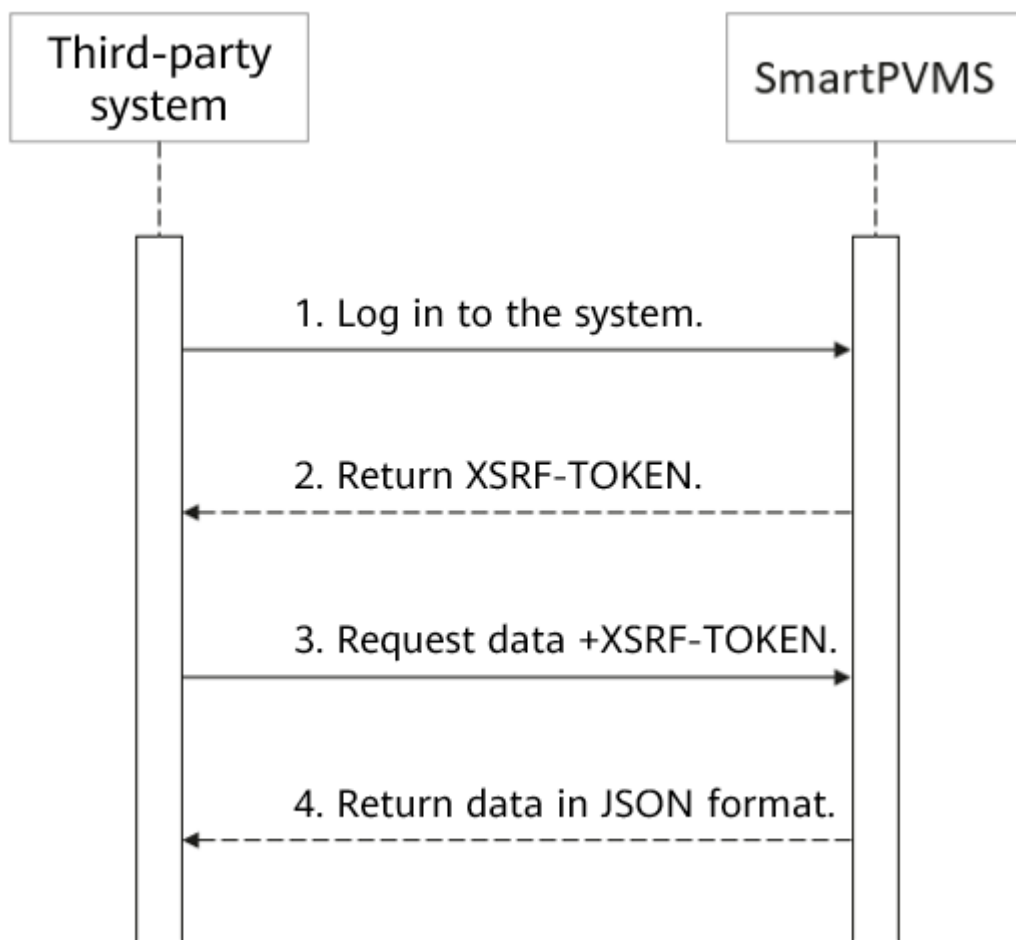 Third-party
system
SmartPVMS
1. Log in to the system.
2. Return XSRF-TOKEN.
3. Request data +XSRF-TOKEN.
4. Return data in JSON format.